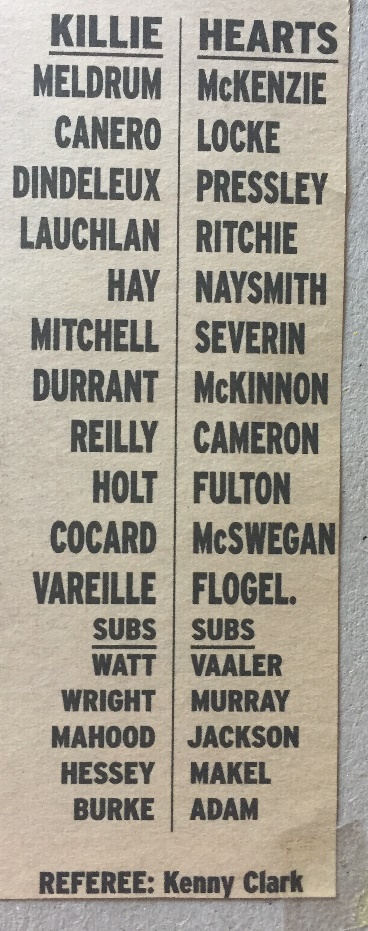 KILLIE HEARTS
MELDRUM McKENZIE
CANERO LOCKE
DINDELEUX PRESSLEY
LAUCHLAN RITCHIE
HAY NAYSMITH
MITCHELL SEVERIN
DURRANT McKINNON
REILLY CAMERON
HOLT FULTON
COCARD McSWEGAN
VAREILLE FLOGEL.
SUBS SUBS
WATT VAALER
WRIGHT MURRAY
MAHOOD JACKSON
HESSEY MAKEL
BURKE ADAM
REFEREE: Kenny Clark